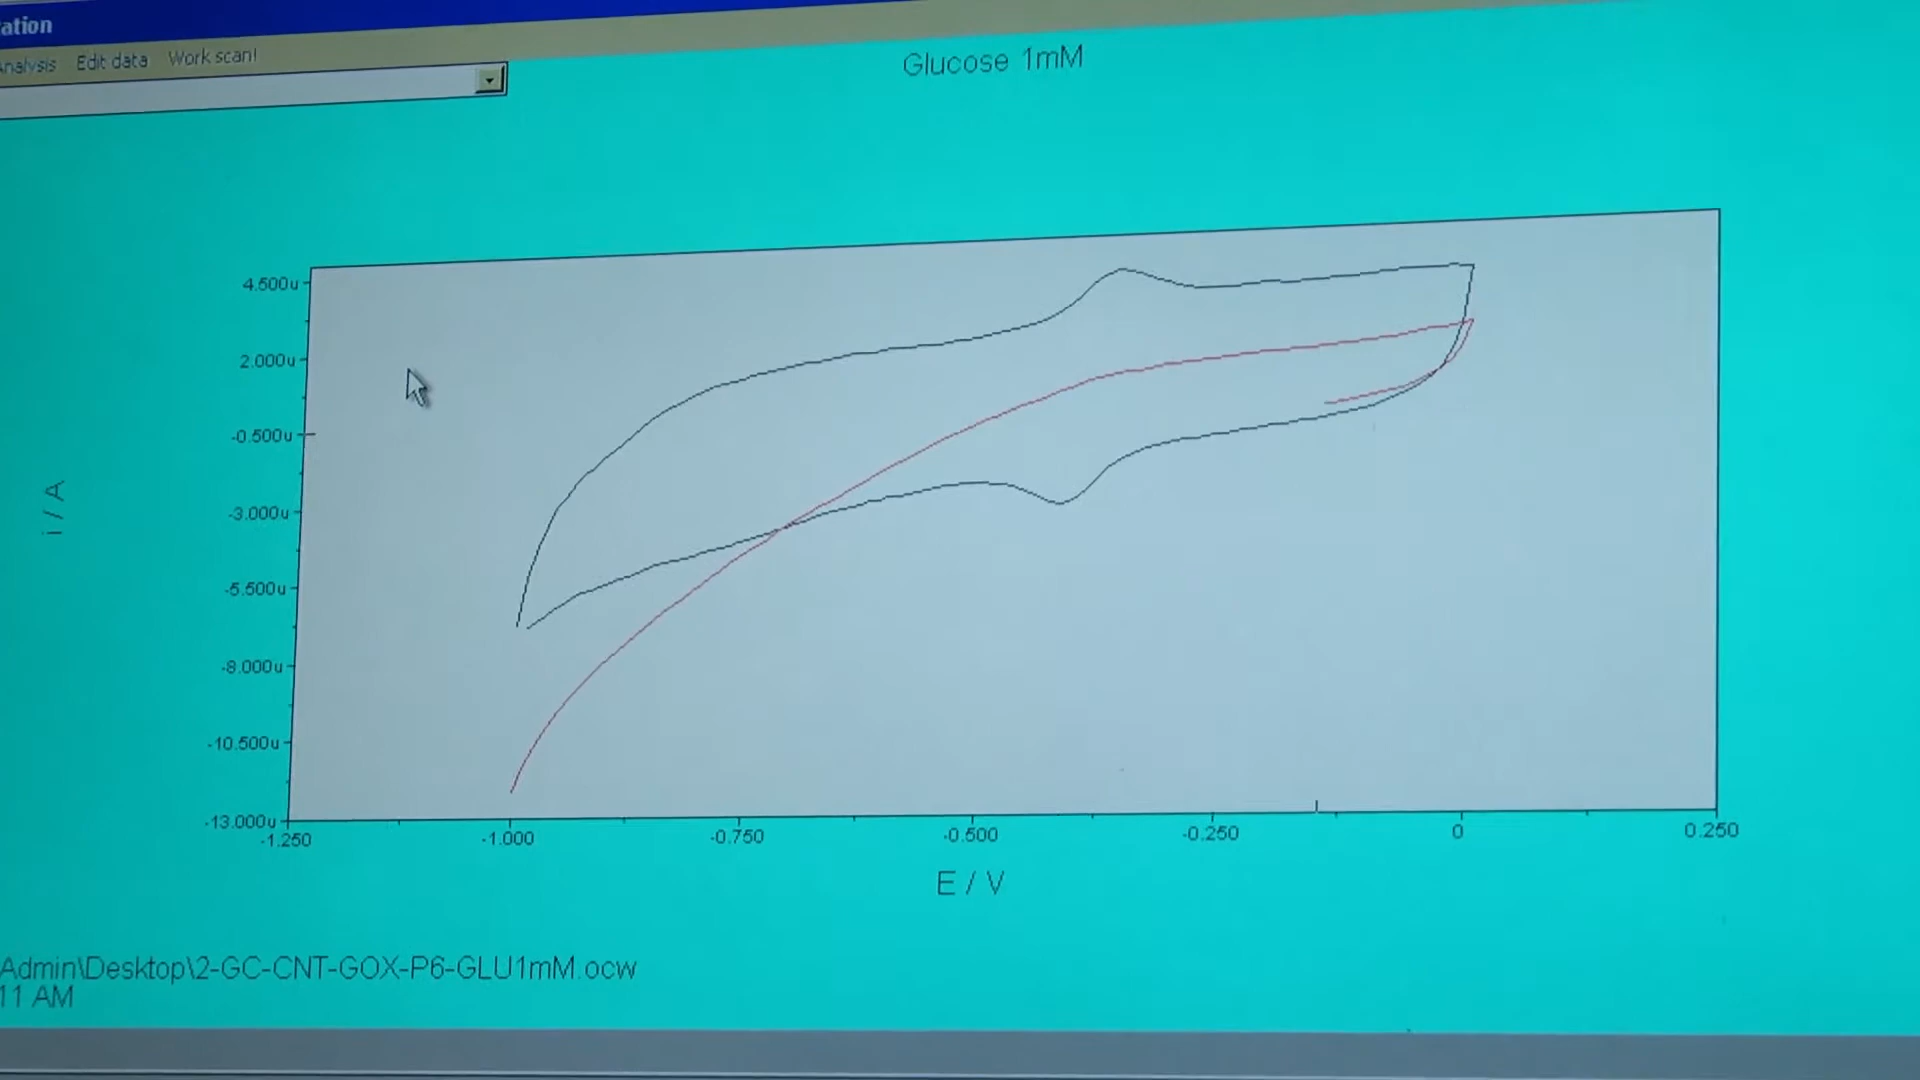 ation
Analysis Edit data Work scan!
Glucose 1mM
4.500u
2.000u
-0.500u
-3.000u
-5.500u
-8.000u
-10.500u
-13.000u
i / A
-1.250 -1.000 -0.750 -0.500 -0.250 0 0.250
E / V
Admin\Desktop\2-GC-CNT-GOX-P6-GLU1mM.ocw
11 AM